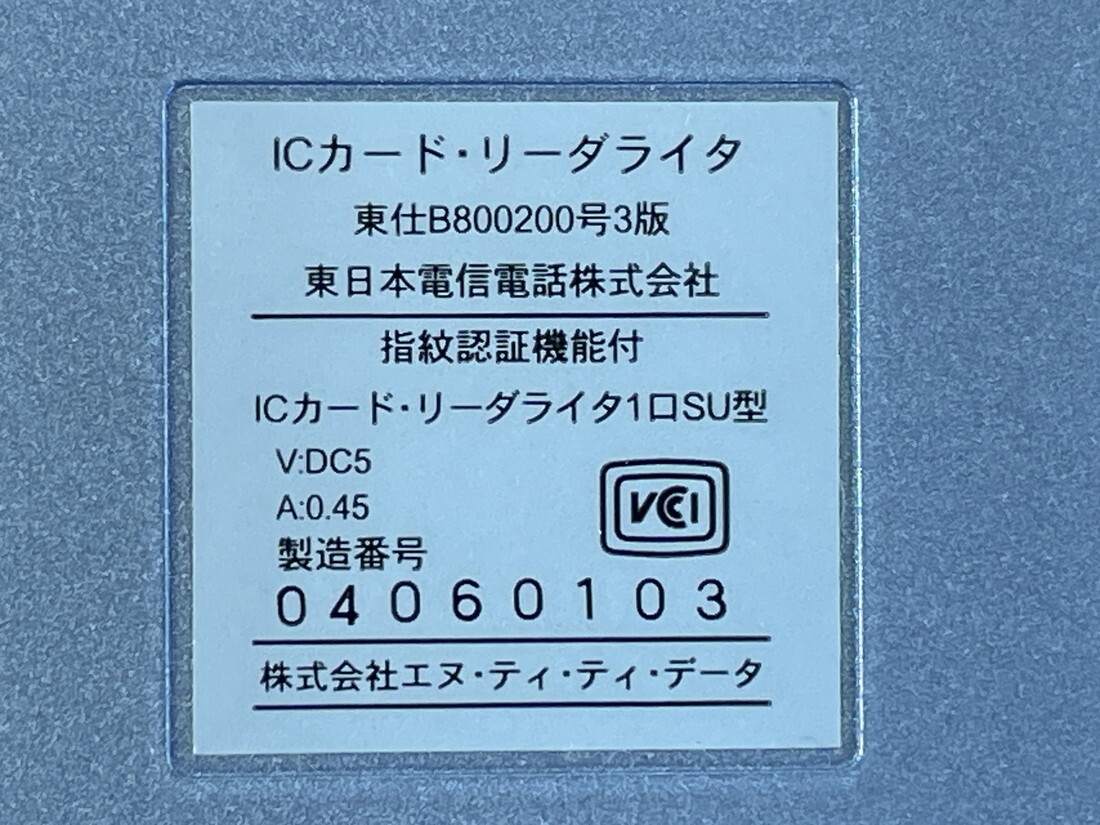 ICカード・リーダライタ
東仕B800200号3版
東日本電信電話株式会社
指紋認証機能付
ICカード・リーダライタ1口SU型
V:DC5
A:0.45
VCCI
製造番号
04060103
株式会社エヌ・ティ・ティ・データ